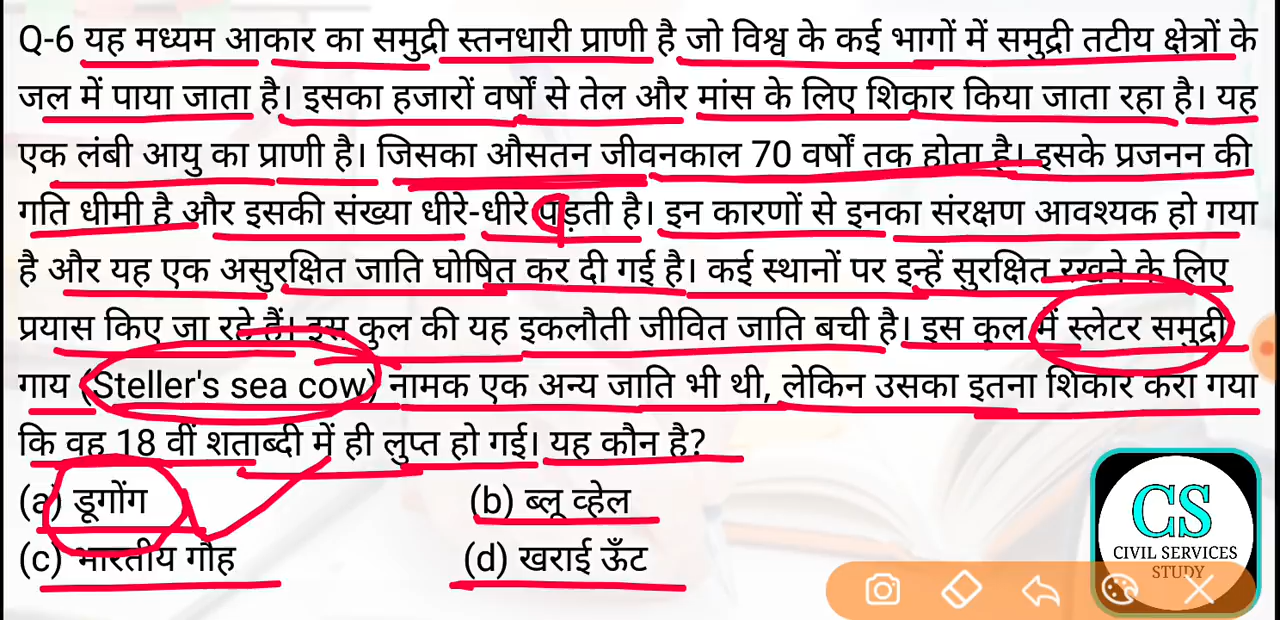 Q-6 यह मध्यम आकार का समुद्री स्तनधारी प्राणी है जो विश्व के कई भागों में समुद्री तटीय क्षेत्रों के
जल में पाया जाता है। इसका हजारों वर्षों से तेल और मांस के लिए शिकार किया जाता रहा है। यह
एक लंबी आयु का प्राणी है। जिसका औसतन जीवनकाल 70 वर्षों तक होता है। इसके प्रजनन की
गति धीमी है और इसकी संख्या धीरे-धीरे पड़ती है। इन कारणों से इनका संरक्षण आवश्यक हो गया
है और यह एक असुरक्षित जाति घोषित कर दी गई है। कई स्थानों पर इन्हें सुरक्षित रखने के लिए
प्रयास किए जा रहे हैं। इस कुल की यह इकलौती जीवित जाति बची है। इस कुल में स्लेटर समुद्री
गाय (Steller's sea cow) नामक एक अन्य जाति भी थी, लेकिन उसका इतना शिकार करा गया
कि वह 18 वीं शताब्दी में ही लुप्त हो गई। यह कौन है?
(a) डूगोंग (b) ब्लू व्हेल
(c) भारतीय गौह (d) खराई ऊँट
CS
CIVIL SERVICES
STUDY